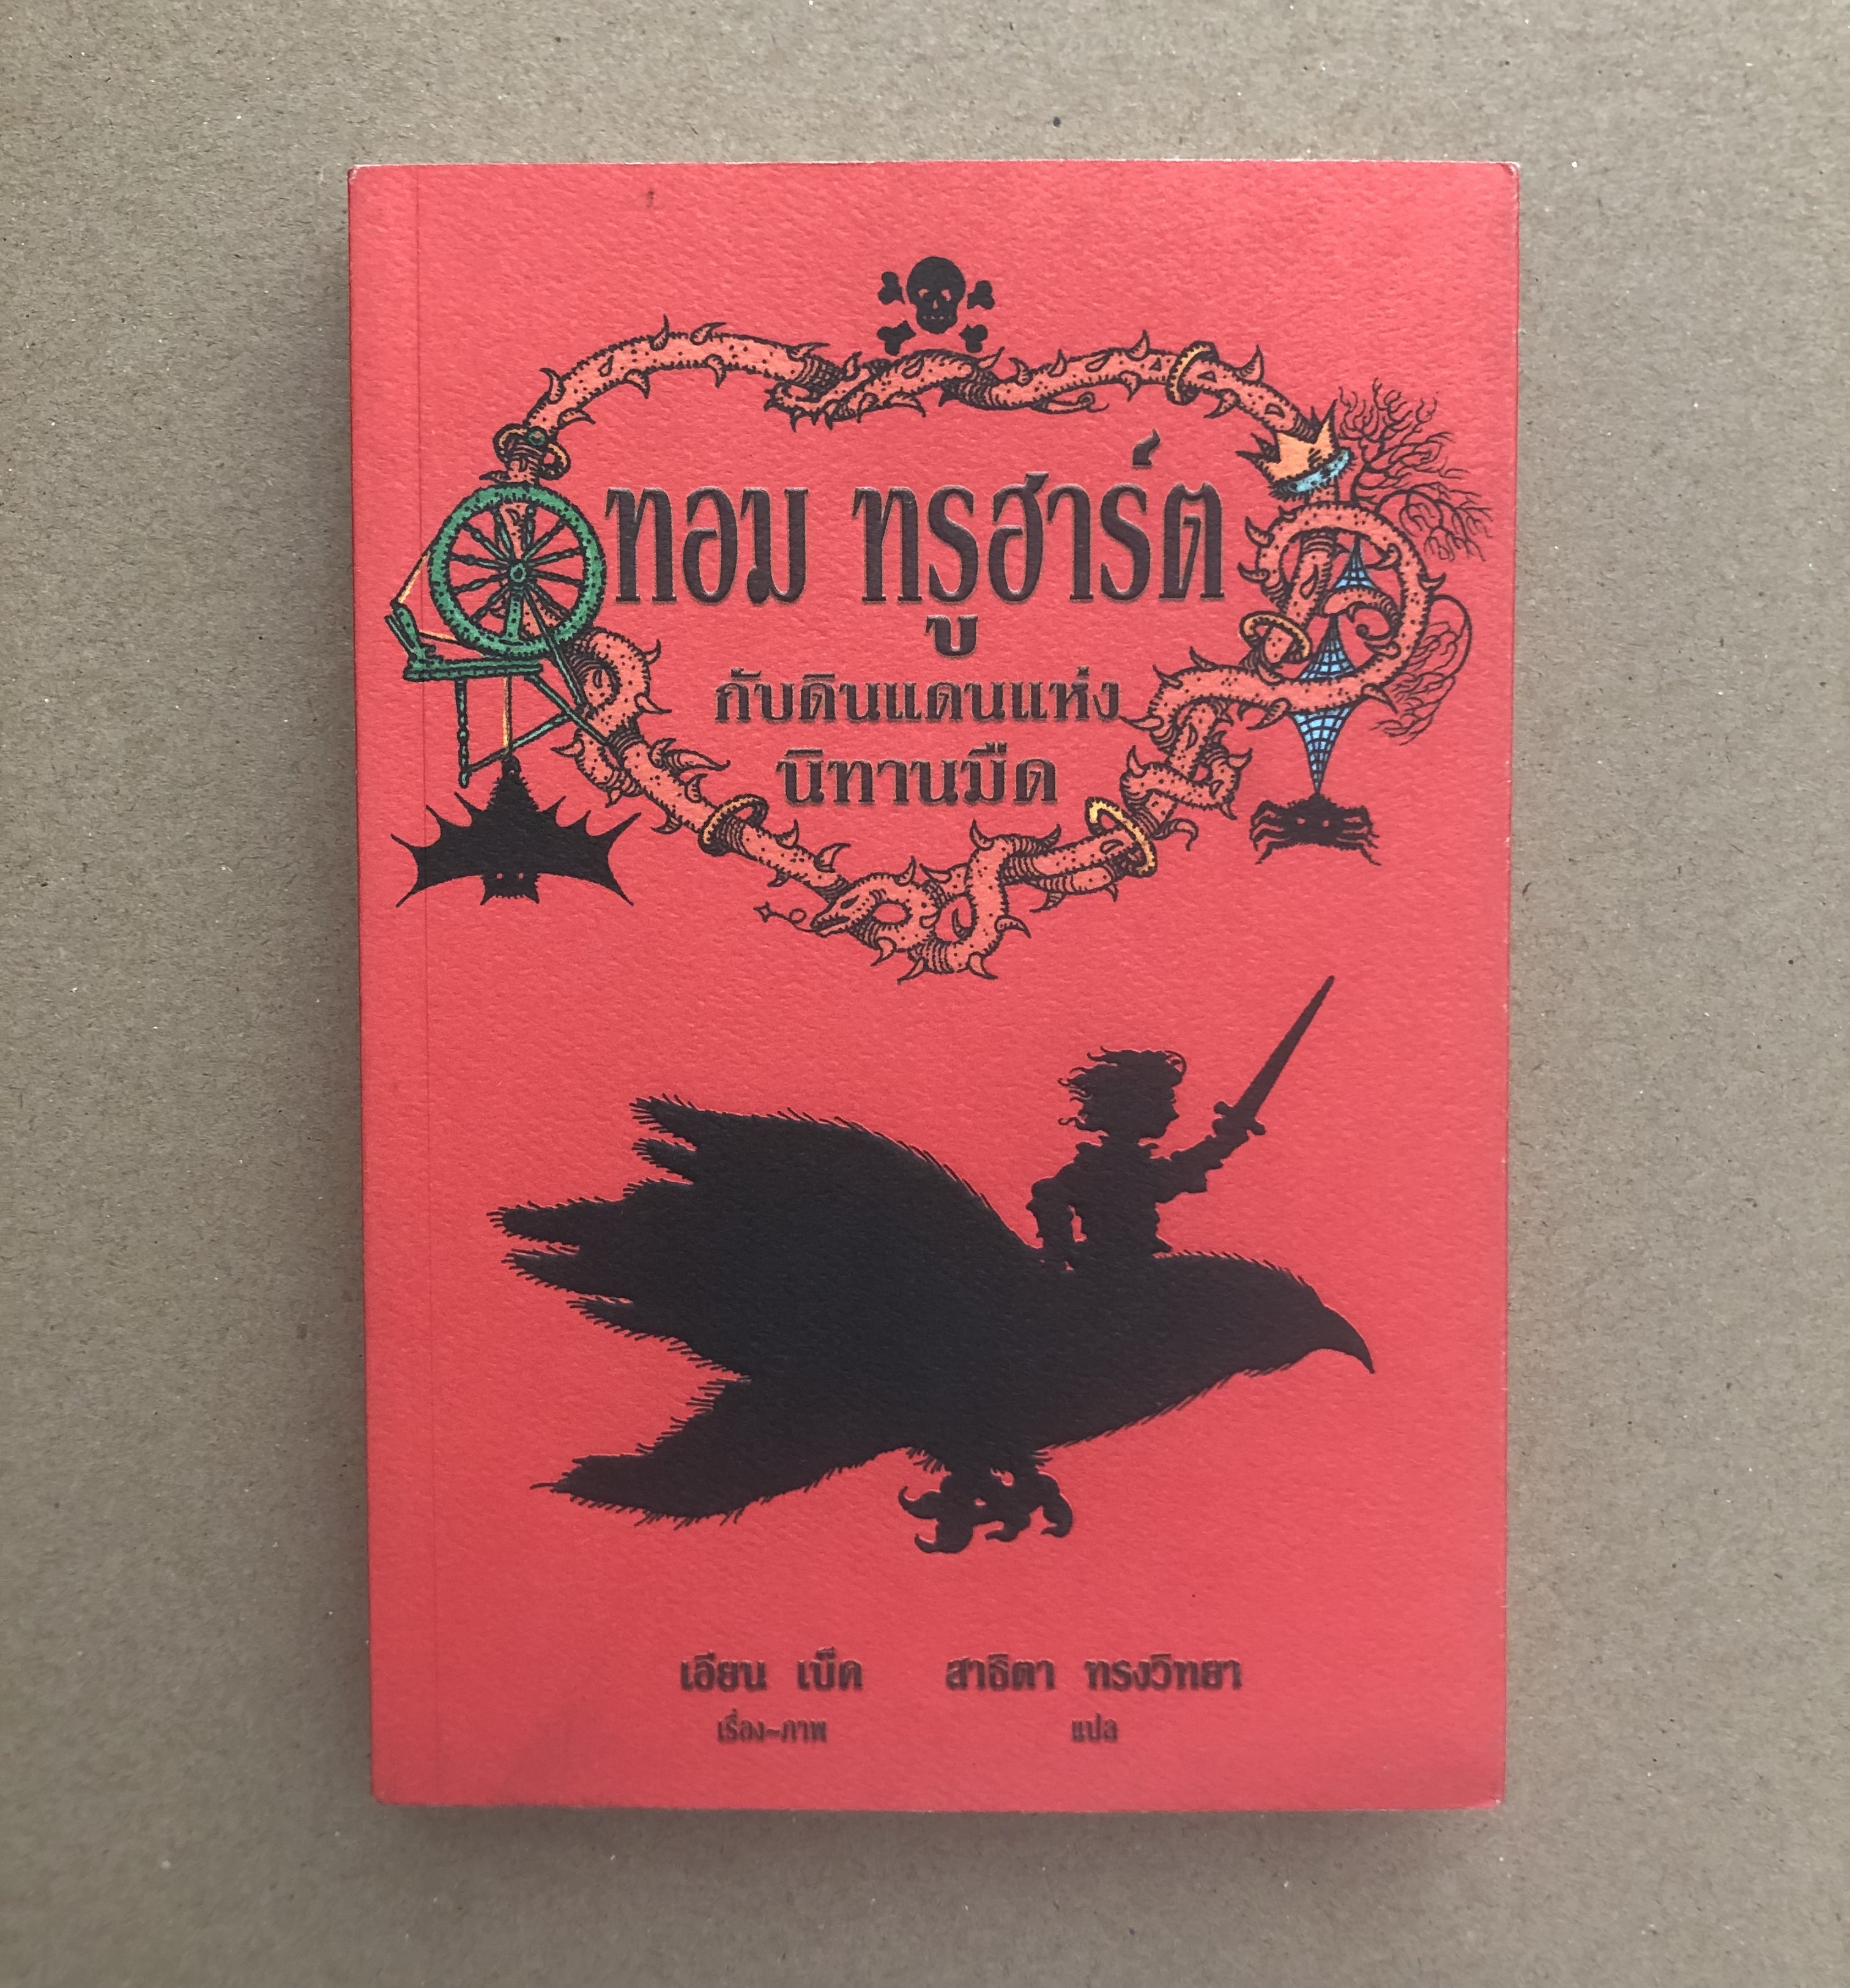 ทอม ทรูฮาร์ต
กับดินแดนแห่ง
นิทานมืด
เอียน เบ็ค สาธิตา ทรงวิทยา
เรื่อง~ภาพ แปล